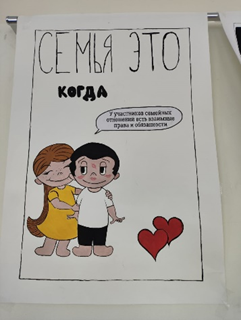 СЕМЬЯ ЭТО
КОГДА
У участников семейных
отношений есть взаимные
права и обязанности